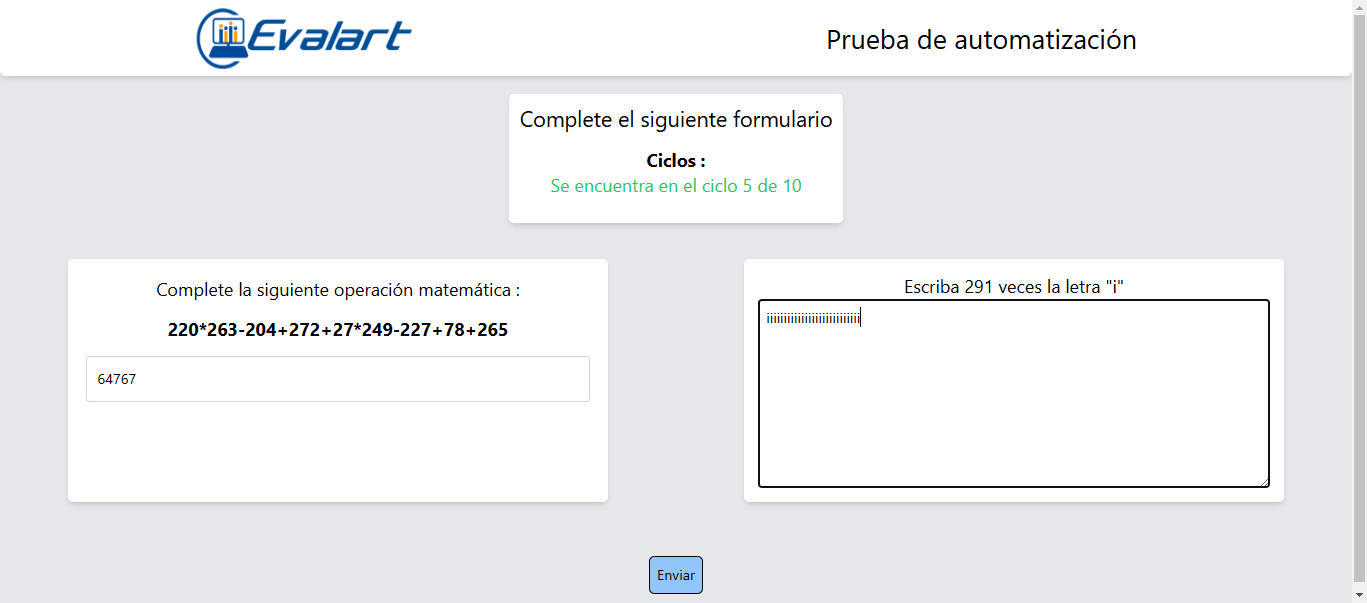 Evalart
Prueba de automatización
Complete el siguiente formulario
Ciclos :
Se encuentra en el ciclo 5 de 10
Complete la siguiente operación matemática :
220*263-204+272+27*249-227+78+265
64767
Escriba 291 veces la letra "i"
iiiiiiiiiiiiiiiiiiiiiiiiiii
Enviar